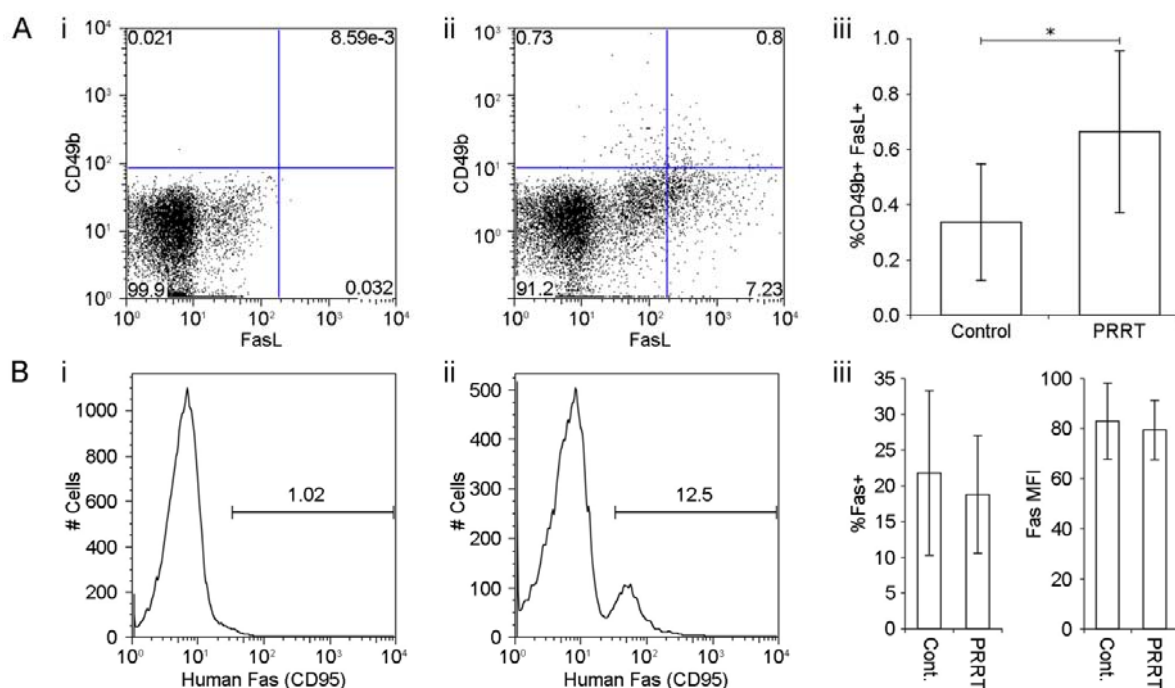 A
i
0.021
8.59e-3
99.9
0.032
10⁴
10³
10²
10¹
10⁰
CD49b
10⁰ 10¹ 10² 10³ 10⁴
FasL
ii
0.73
0.8
91.2
7.23
10³
10²
10¹
10⁰
CD49b
10⁰ 10¹ 10² 10³ 10⁴
FasL
iii
*
1.0
0.8
0.6
0.4
0.2
0.0
%CD49b+ FasL+
Control PRRT
B
i
1000
800
600
400
200
0
# Cells
1.02
10⁰ 10¹ 10² 10³ 10⁴
Human Fas (CD95)
ii
500
400
300
200
100
0
# Cells
12.5
10⁰ 10¹ 10² 10³ 10⁴
Human Fas (CD95)
iii
35
30
25
20
15
10
5
0
%Fas+
Cont. PRRT
100
80
60
40
20
0
Fas MFI
Cont. PRRT